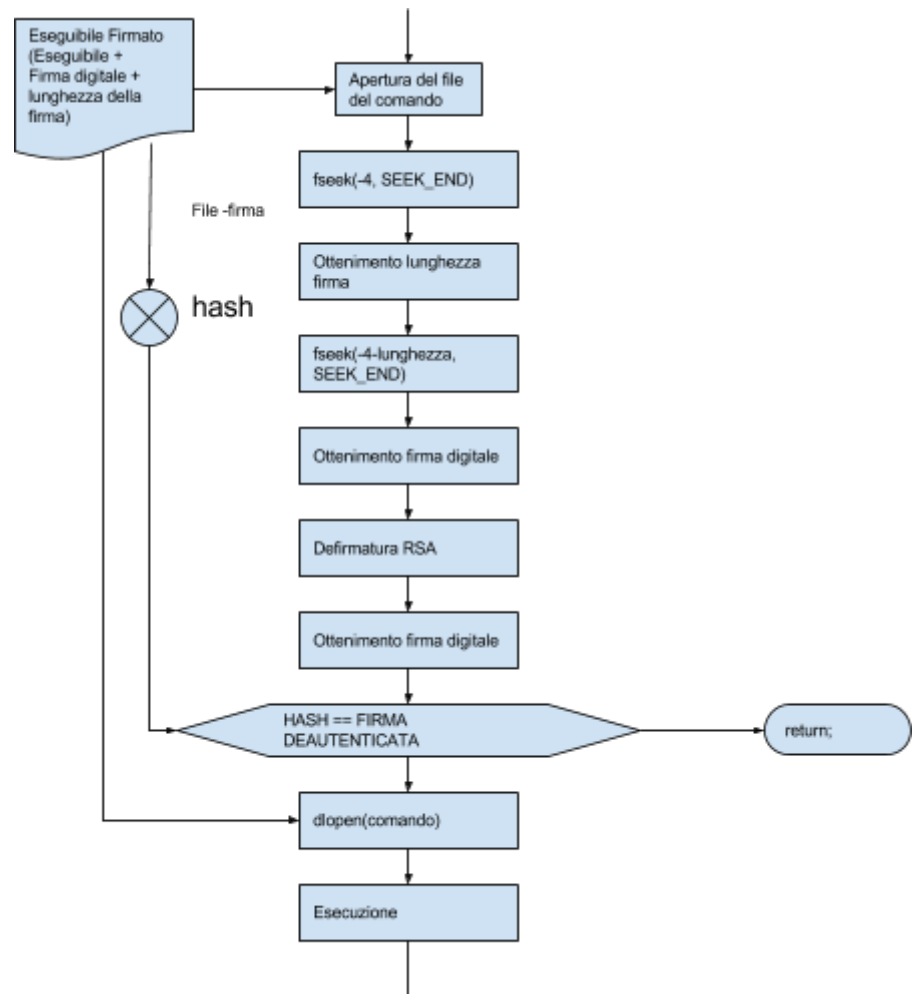 Eseguibile Firmato
(Eseguibile +
Firma digitale +
lunghezza della
firma)
Apertura del file
del comando
fseek(-4, SEEK_END)
File -firma
Ottenimento lunghezza
firma
hash
fseek(-4-lunghezza,
SEEK_END)
Ottenimento firma digitale
Defirmatura RSA
Ottenimento firma digitale
HASH == FIRMA
DEAUTENTICATA
return;
dlopen(comando)
Esecuzione